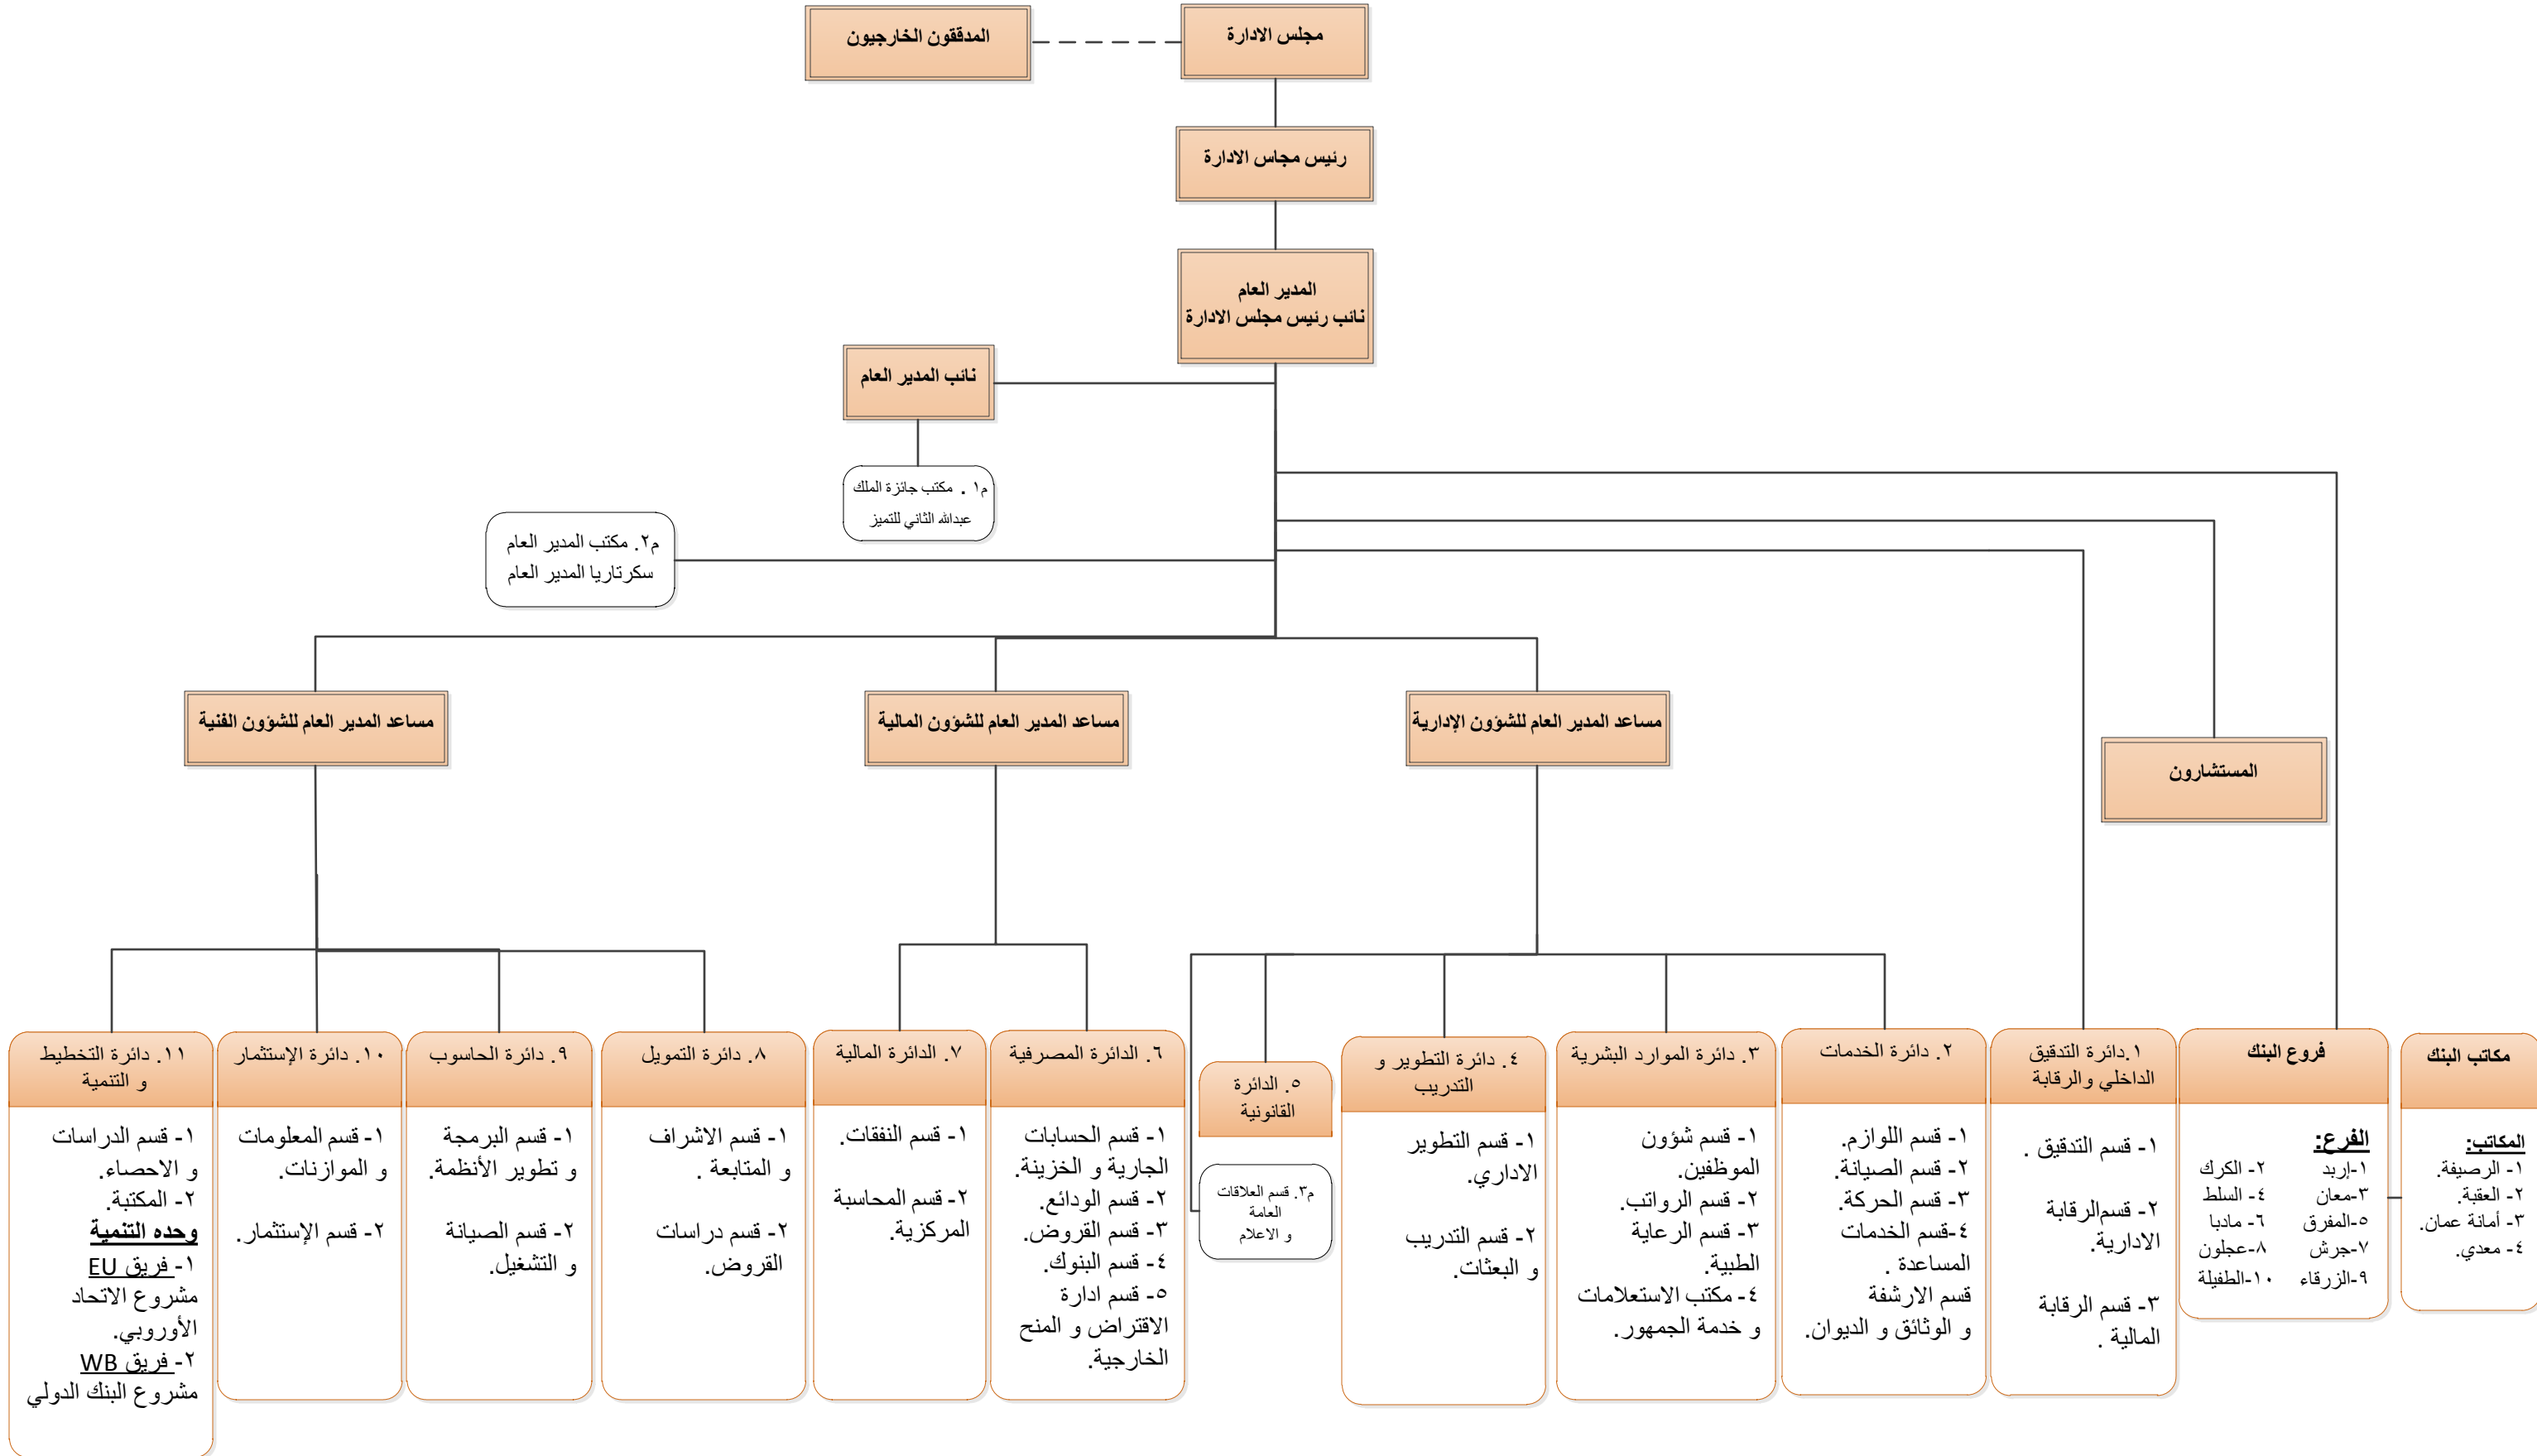 مجلس الادارة
المدققون الخارجيون
رئيس مجاس الادارة
المدير العام
نائب رئيس مجلس الادارة
نائب المدير العام
م١ . مكتب جائزة الملك
عبدالله الثاني للتميز
م٢. مكتب المدير العام
سكرتاريا المدير العام
مساعد المدير العام للشؤون الإدارية
مساعد المدير العام للشؤون المالية
مساعد المدير العام للشؤون الفنية
المستشارون
مكاتب البنك
المكاتب:
١- الرصيفة.
٢- العقبة.
٣- أمانة عمان.
٤- معدي.
فروع البنك
الفرع:
١-إربد ٢- الكرك
٣-معان ٤- السلط
٥-المفرق ٦- مادبا
٧-جرش ٨-عجلون
٩-الزرقاء ١٠-الطفيلة
١.دائرة التدقيق
الداخلي والرقابة
١- قسم التدقيق .
٢- قسمالرقابة
الادارية.
٣- قسم الرقابة
المالية .
٢. دائرة الخدمات
١- قسم اللوازم.
٢- قسم الصيانة.
٣- قسم الحركة.
٤-قسم الخدمات
المساعدة .
قسم الارشفة
و الوثائق و الديوان.
٣. دائرة الموارد البشرية
١- قسم شؤون
الموظفين.
٢- قسم الرواتب.
٣- قسم الرعاية
الطبية.
٤- مكتب الاستعلامات
و خدمة الجمهور.
٤. دائرة التطوير و
التدريب
١- قسم التطوير
الاداري.
٢- قسم التدريب
و البعثات.
٥. الدائرة
القانونية
م٣. قسم العلاقات
العامة
و الاعلام
٦. الدائرة المصرفية
١- قسم الحسابات
الجارية و الخزينة.
٢- قسم الودائع.
٣- قسم القروض.
٤- قسم البنوك.
٥- قسم ادارة
الاقتراض و المنح
الخارجية.
٧. الدائرة المالية
١- قسم النفقات.
٢- قسم المحاسبة
المركزية.
٨. دائرة التمويل
١- قسم الاشراف
و المتابعة .
٢- قسم دراسات
القروض.
٩. دائرة الحاسوب
١- قسم البرمجة
و تطوير الأنظمة.
٢- قسم الصيانة
و التشغيل.
١٠. دائرة الإستثمار
١- قسم المعلومات
و الموازنات.
٢- قسم الإستثمار.
١١. دائرة التخطيط
و التنمية
١- قسم الدراسات
و الاحصاء.
٢- المكتبة.
وحده التنمية
١- فريق EU
مشروع الاتحاد
الأوروبي.
٢- فريق WB
مشروع البنك الدولي